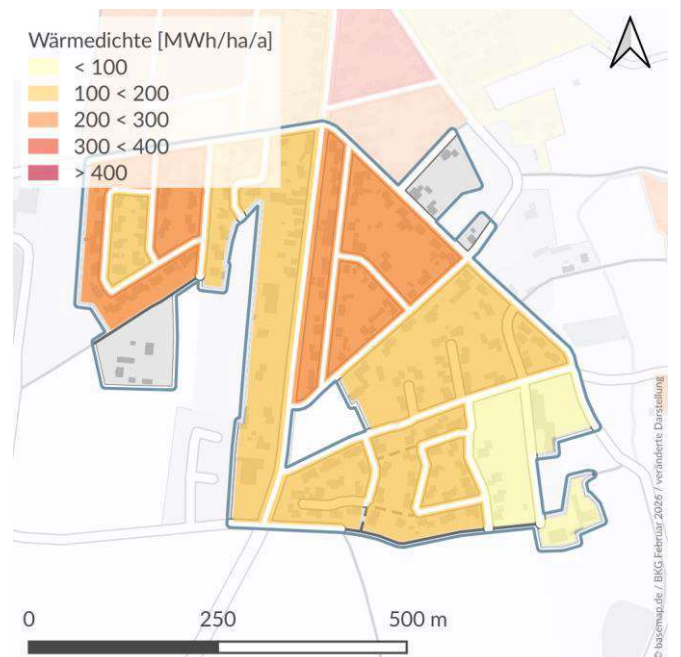 Wärmedichte [MWh/ha/a]
< 100
100 < 200
200 < 300
300 < 400
> 400
0 250 500 m
© basemap.de / BKG Februar 2026 / veränderte Darstellung